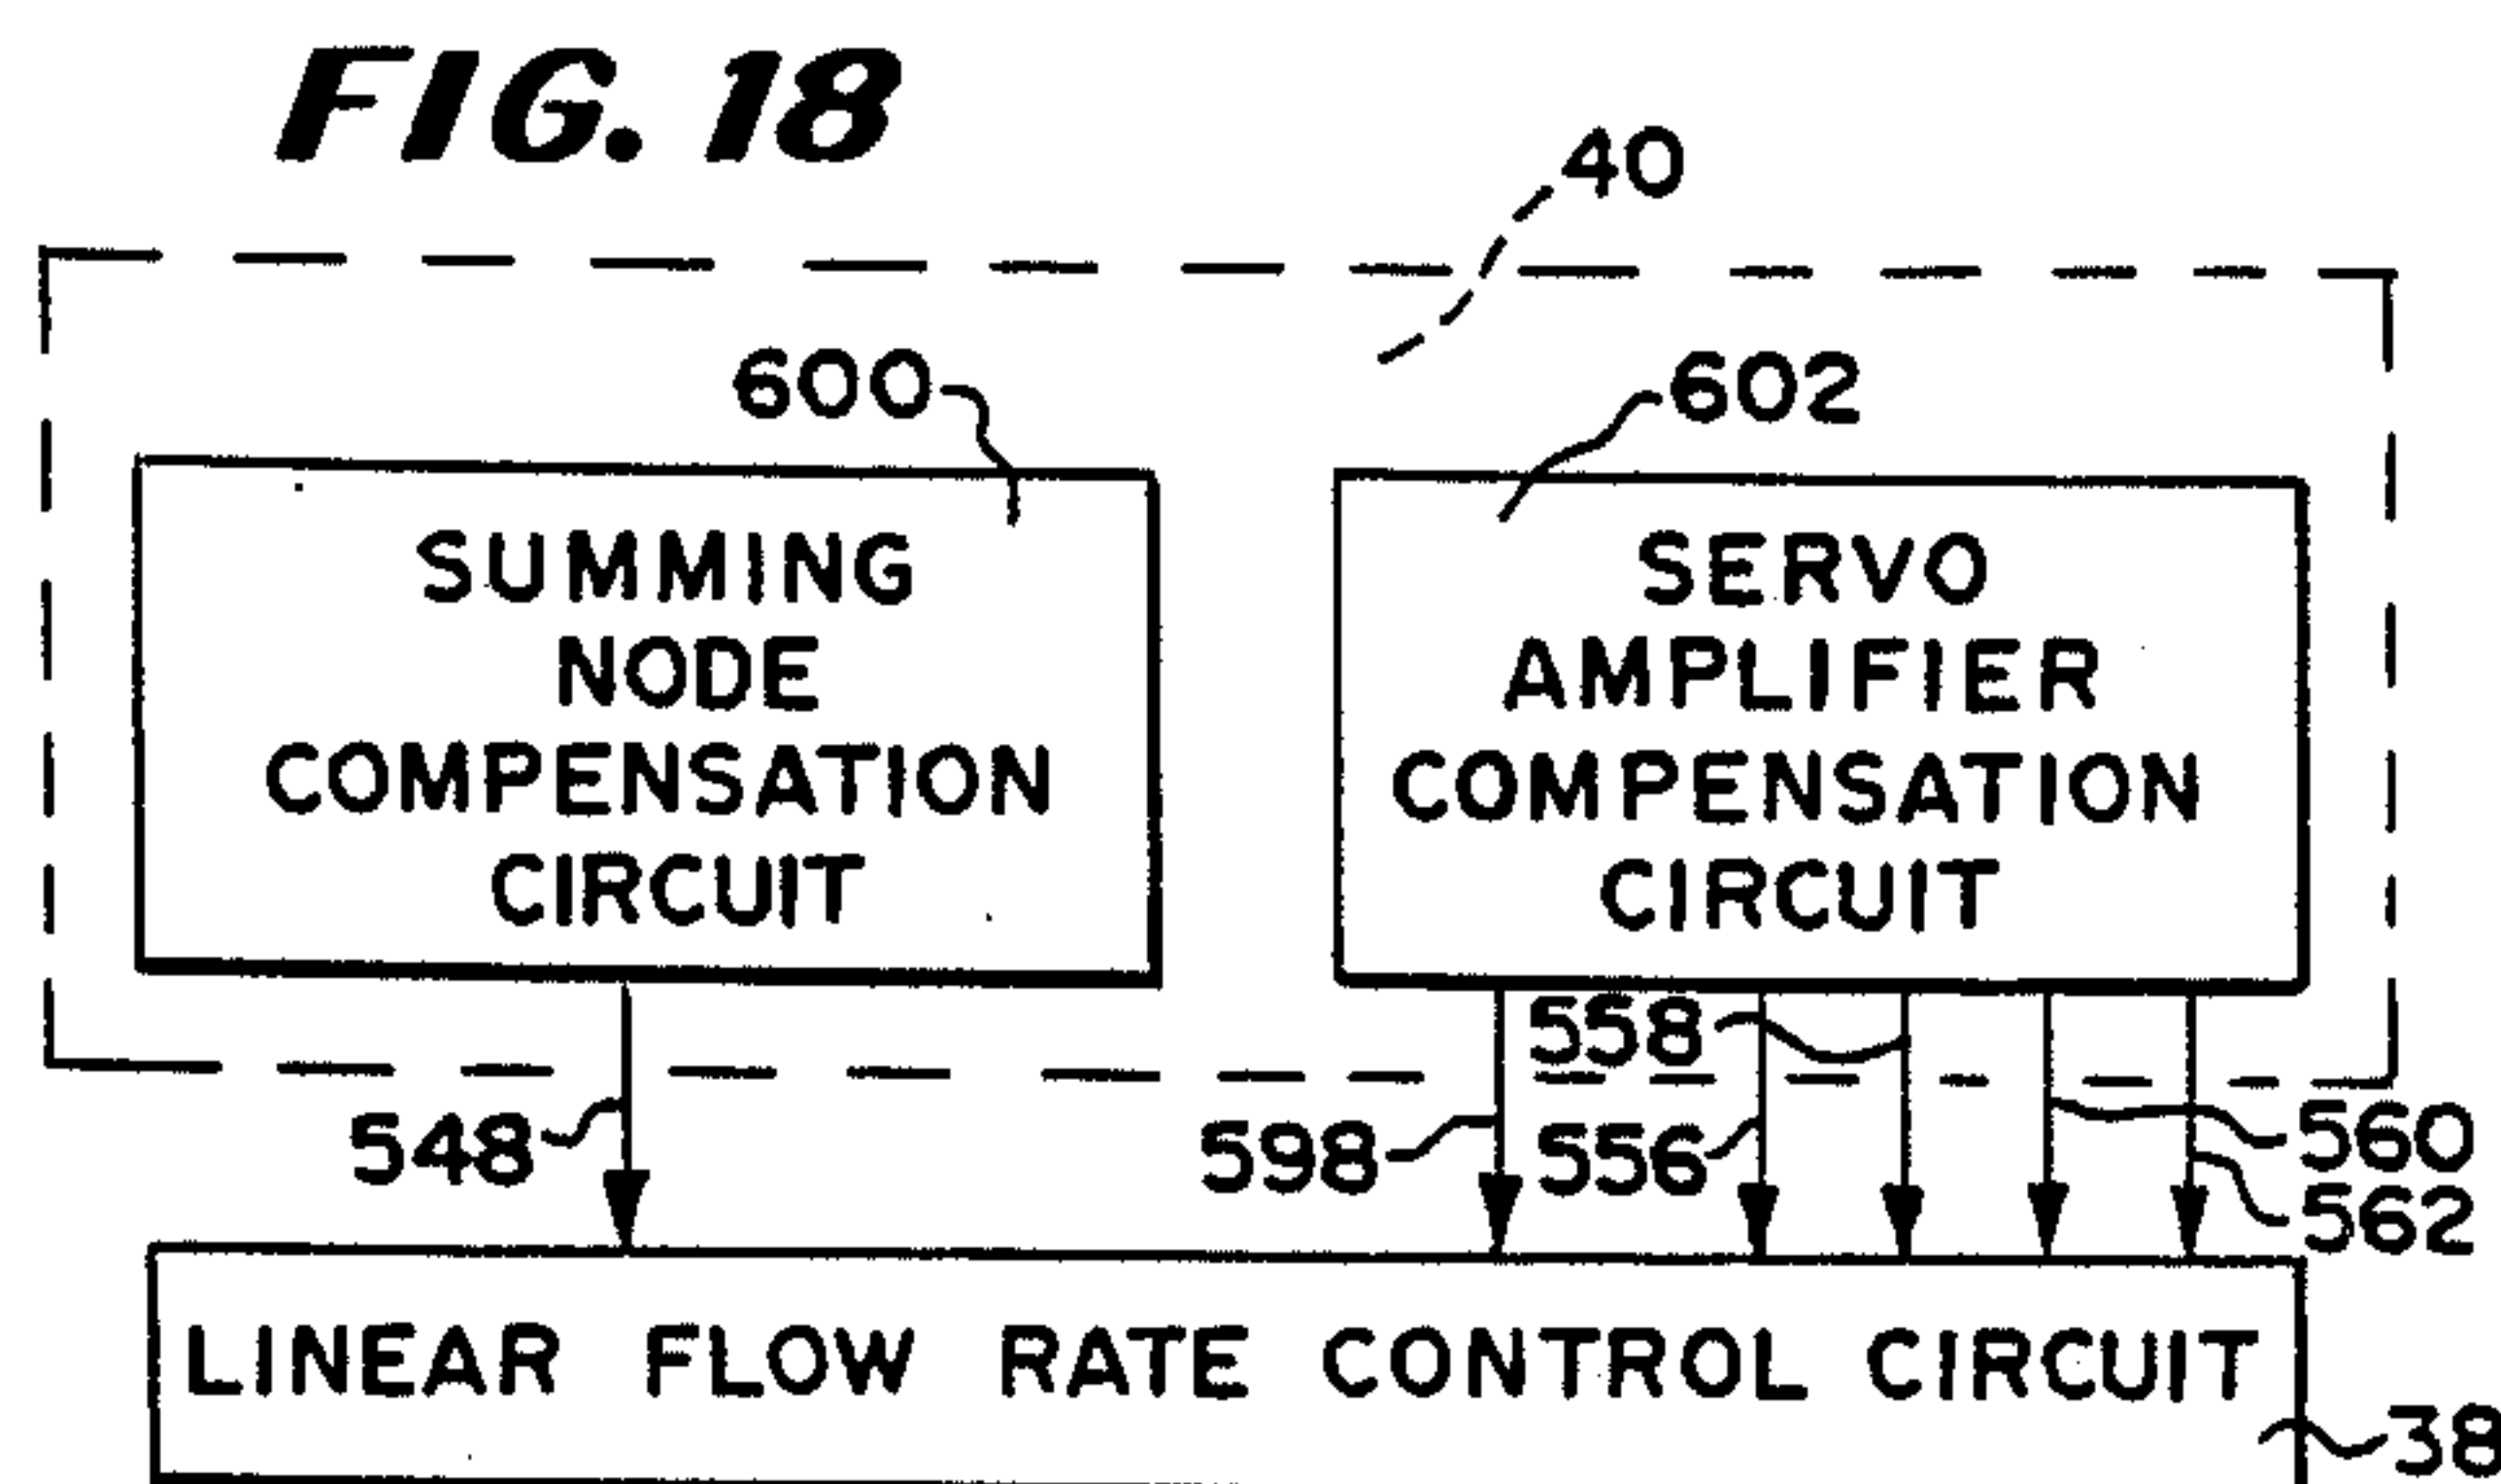 FIG. 18
40
600
602
SUMMING
NODE
COMPENSATION
CIRCUIT
SERVO
AMPLIFIER
COMPENSATION
CIRCUIT
558
548
598
556
560
562
LINEAR FLOW RATE CONTROL CIRCUIT
38